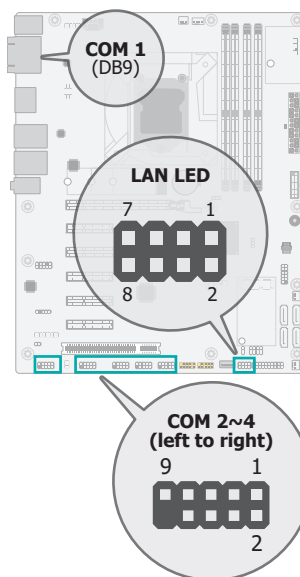 COM 1
(DB9)
LAN LED
7 1
8 2
COM 2~4
(left to right)
9 1
2